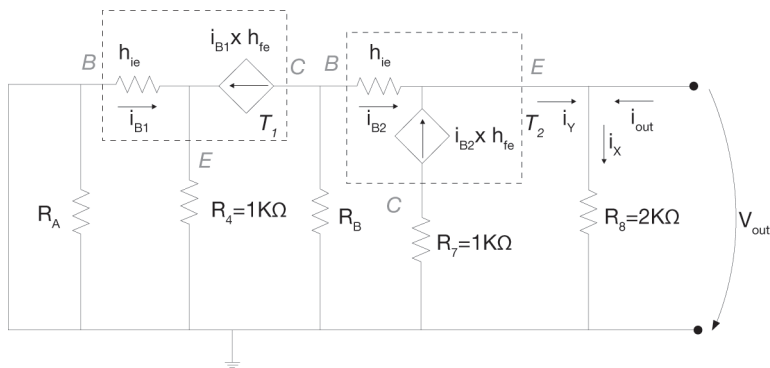 B
h_ie
i_B1 x h_fe
C
i_B1
T_1
E
B
h_ie
i_B2
i_B2 x h_fe
T_2
C
E
i_Y
i_out
i_X
R_A
R_4=1KΩ
R_B
R_7=1KΩ
R_8=2KΩ
V_out